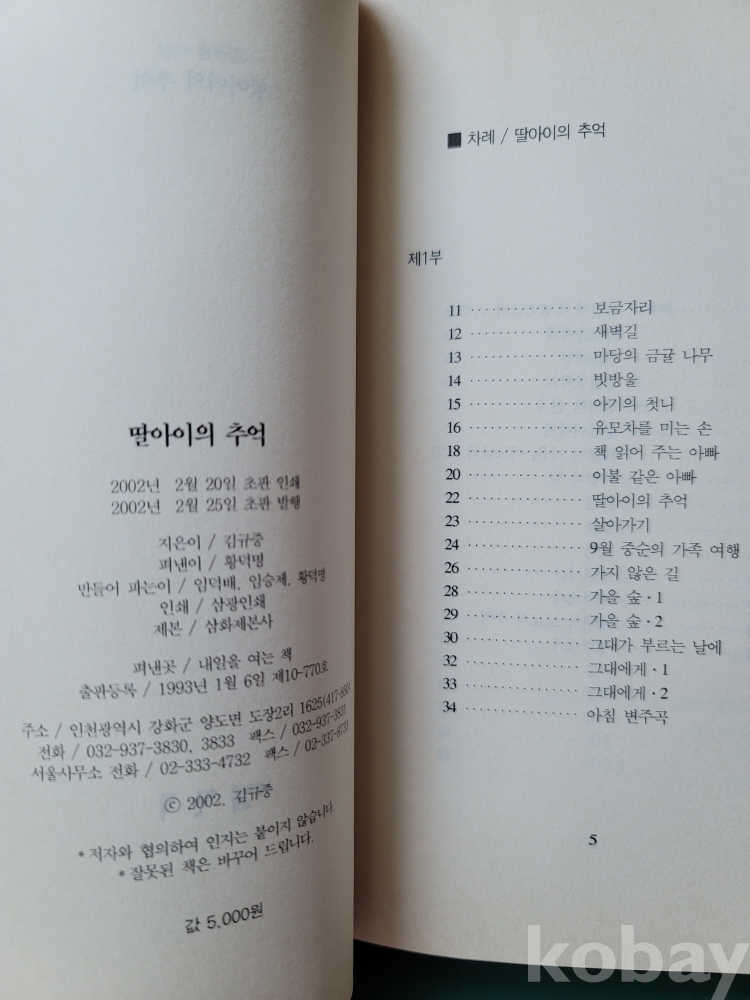 딸아이의 추억
2002년 2월 20일 초판 인쇄
2002년 2월 25일 초판 발행
지은이 / 김규중
펴낸이 / 황덕명
만들어 파는이 / 임덕배, 임승제, 황덕명
인쇄 / 삼광인쇄
제본 / 삼화제본사
펴낸곳 / 내일을 여는 책
출판등록 / 1993년 1월 6일 제10-770호
주소 / 인천광역시 강화군 양도면 도장2리 1625(417-830)
전화 / 032-937-3830, 3833 팩스 / 032-937-3831
서울사무소 전화 / 02-333-4732 팩스 / 02-337-8733
ⓒ 2002. 김규중
*저자와 협의하여 인지는 붙이지 않습니다.
*잘못된 책은 바꾸어 드립니다.
값 5,000원
■ 차례 / 딸아이의 추억
제1부
11 ················ 보금자리
12 ················ 새벽길
13 ················ 마당의 금귤 나무
14 ················ 빗방울
15 ················ 아기의 첫니
16 ················ 유모차를 미는 손
18 ················ 책 읽어 주는 아빠
20 ················ 이불 같은 아빠
22 ················ 딸아이의 추억
23 ················ 살아가기
24 ················ 9월 중순의 가족 여행
26 ················ 가지 않은 길
28 ················ 가을 숲·1
29 ················ 가을 숲·2
30 ················ 그대가 부르는 날에
32 ················ 그대에게·1
33 ················ 그대에게·2
34 ················ 아침 변주곡
5
kobay